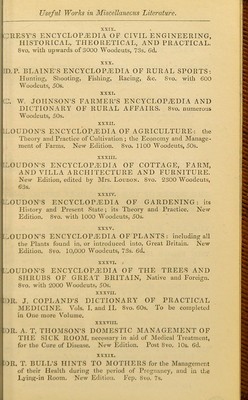 Useful Works in Miscellaneous Literature.
XXIX.
CRESY'S ENCYCLOPÆDIA OF CIVIL ENGINEERING,
HISTORICAL, THEORETICAL, AND PRACTICAL.
8vo. with upwards of 3000 Woodcuts, 73s. 6d.
XXX.
D. P. BLAINE'S ENCYCLOPÆDIA OF RURAL SPORTS:
Hunting, Shooting, Fishing, Racing, &c. 8vo. with 600
Woodcuts, 50s.
XXXI.
C. W. JOHNSON'S FARMER'S ENCYCLOPÆDIA AND
DICTIONARY OF RURAL AFFAIRS. 8vo. numerous
Woodcuts, 50s.
XXXII.
LOUDON'S ENCYCLOPÆDIA OF AGRICULTURE: the
Theory and Practice of Cultivation; the Economy and Manage-
ment of Farms. New Edition. 8vo. 1100 Woodcuts, 50s.
XXXIII.
LOUDON'S ENCYCLOPÆDIA OF COTTAGE, FARM,
AND VILLA ARCHITECTURE AND FURNITURE.
New Edition, edited by Mrs. LOUDON. 8vo. 2300 Woodcuts,
63s.
XXXIV.
LOUDON'S ENCYCLOPÆDIA OF GARDENING: its
History and Present State; its Theory and Practice. New
Edition. 8vo. with 1000 Woodcuts, 50s.
XXXV.
LOUDON'S ENCYCLOPÆDIA OF PLANTS: including all
the Plants found in, or introduced into, Great Britain. New
Edition. 8vo. 10,000 Woodcuts, 73s. 6d.
XXXVI.
LOUDON'S ENCYCLOPÆDIA OF THE TREES AND
SHRUBS OF GREAT BRITAIN, Native and Foreign.
8vo. with 2000 Woodcuts, 50s.
XXXVII.
DR. J. COPLAND'S DICTIONARY OF PRACTICAL
MEDICINE. Vols. I. and II. 8vo. 60s. To be completed
in One more Volume.
XXXVIII.
DR. A. T. THOMSON'S DOMESTIC MANAGEMENT OF
THE SICK ROOM, necessary in aid of Medical Treatment,
for the Cure of Disease. New Edition. Post 8vo. 10s. 6d.
XXXIX.
DR. T. BULL'S HINTS TO MOTHERS for the Management
of their Health during the period of Pregnancy, and in the
Lying-in Room. New Edition. Fcp. 8vo. 7s.